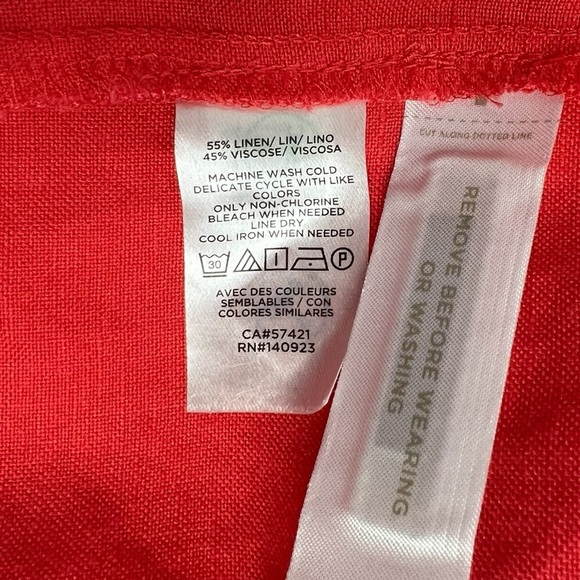 55% LINEN/ LIN/ LINO
45% VISCOSE/ VISCOSA
MACHINE WASH COLD
DELICATE CYCLE WITH LIKE
COLORS
ONLY NON-CHLORINE
BLEACH WHEN NEEDED
LINE DRY
COOL IRON WHEN NEEDED
30 P
AVEC DES COULEURS
SEMBLABLES / CON
COLORES SIMILARES
CA#57421
RN#140923
CUT ALONG DOTTED LINE
REMOVE BEFORE WEARING
OR WASHING